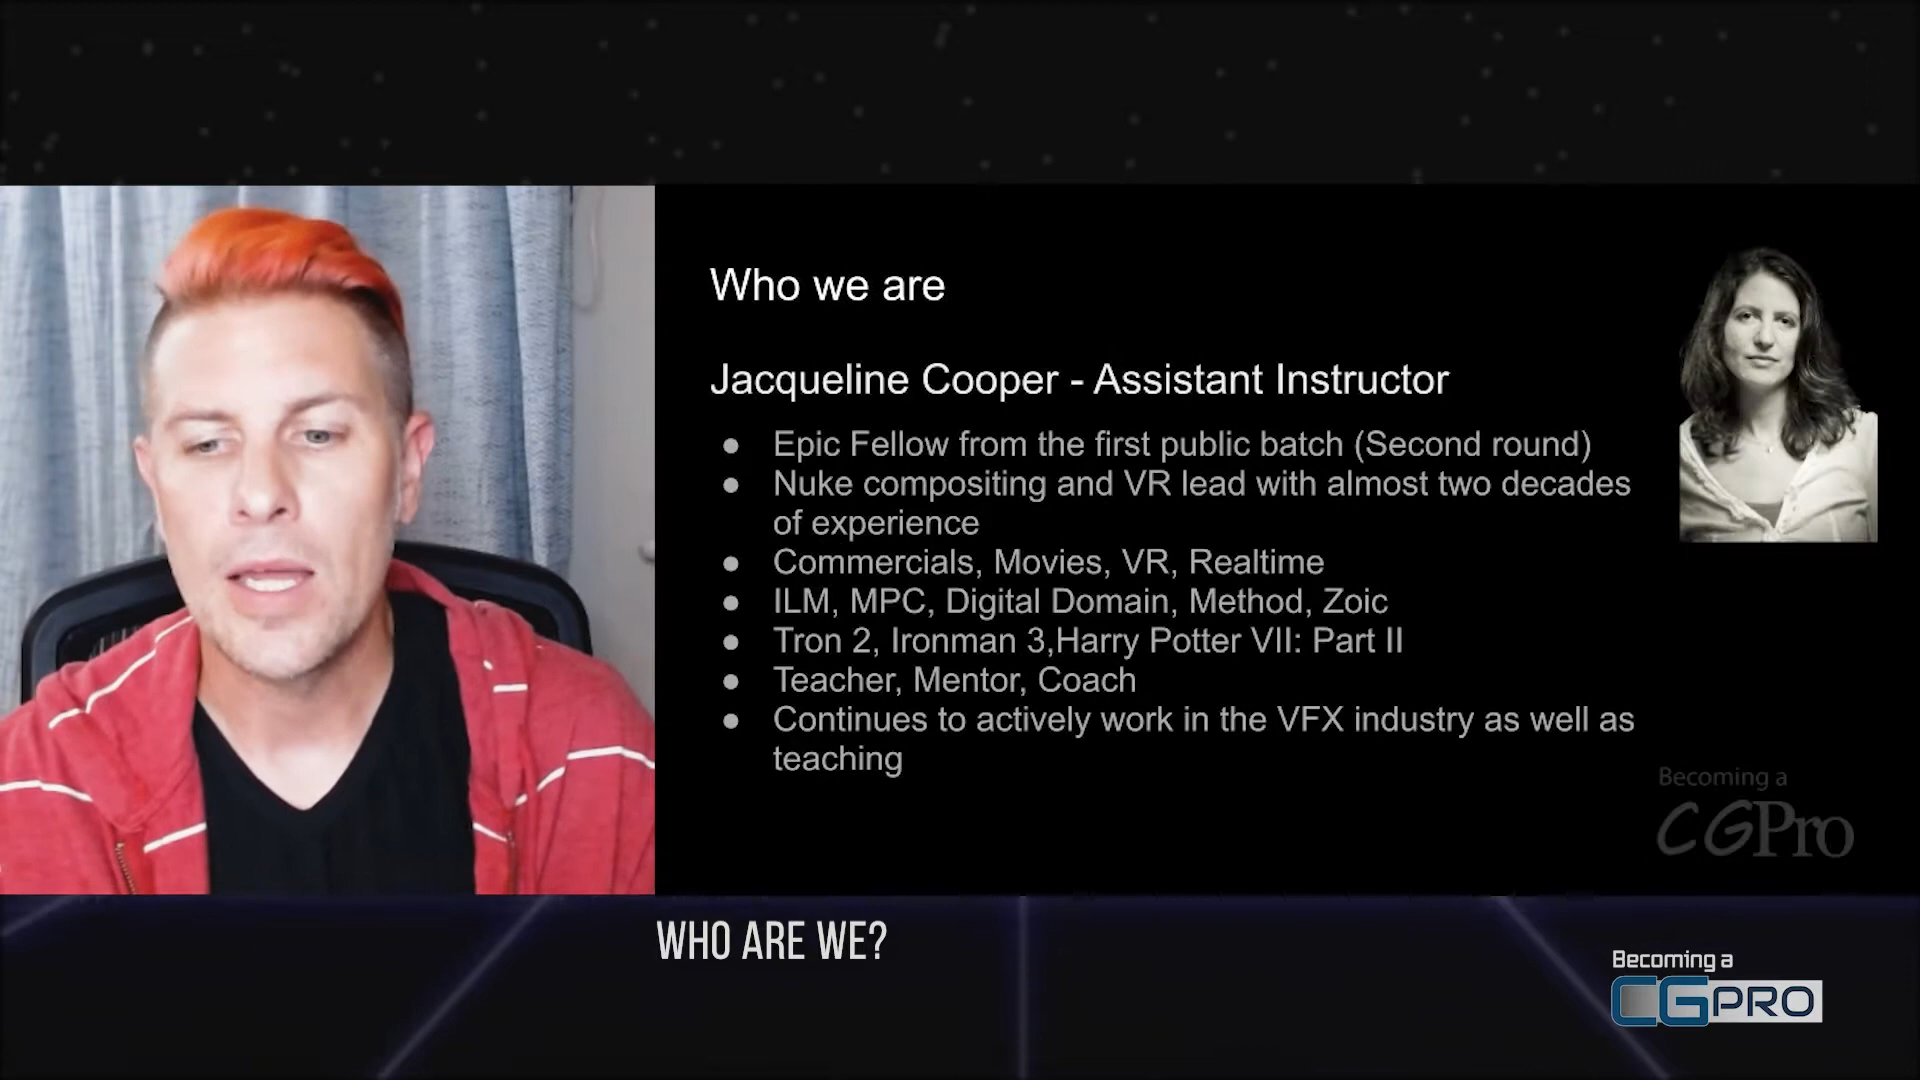 Who we are
Jacqueline Cooper - Assistant Instructor
● Epic Fellow from the first public batch (Second round)
● Nuke compositing and VR lead with almost two decades
of experience
● Commercials, Movies, VR, Realtime
● ILM, MPC, Digital Domain, Method, Zoic
● Tron 2, Ironman 3,Harry Potter VII: Part II
● Teacher, Mentor, Coach
● Continues to actively work in the VFX industry as well as
teaching
Becoming a
CGPro
WHO ARE WE?
Becoming a
CGPRO